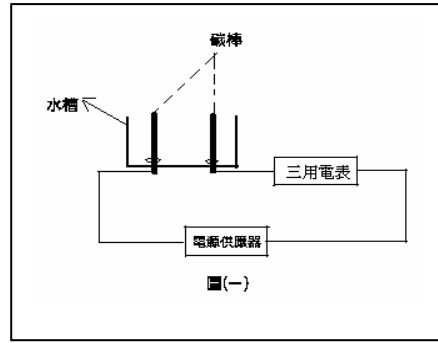 碳棒
水槽
三用電表
電源供應器
圖(一)